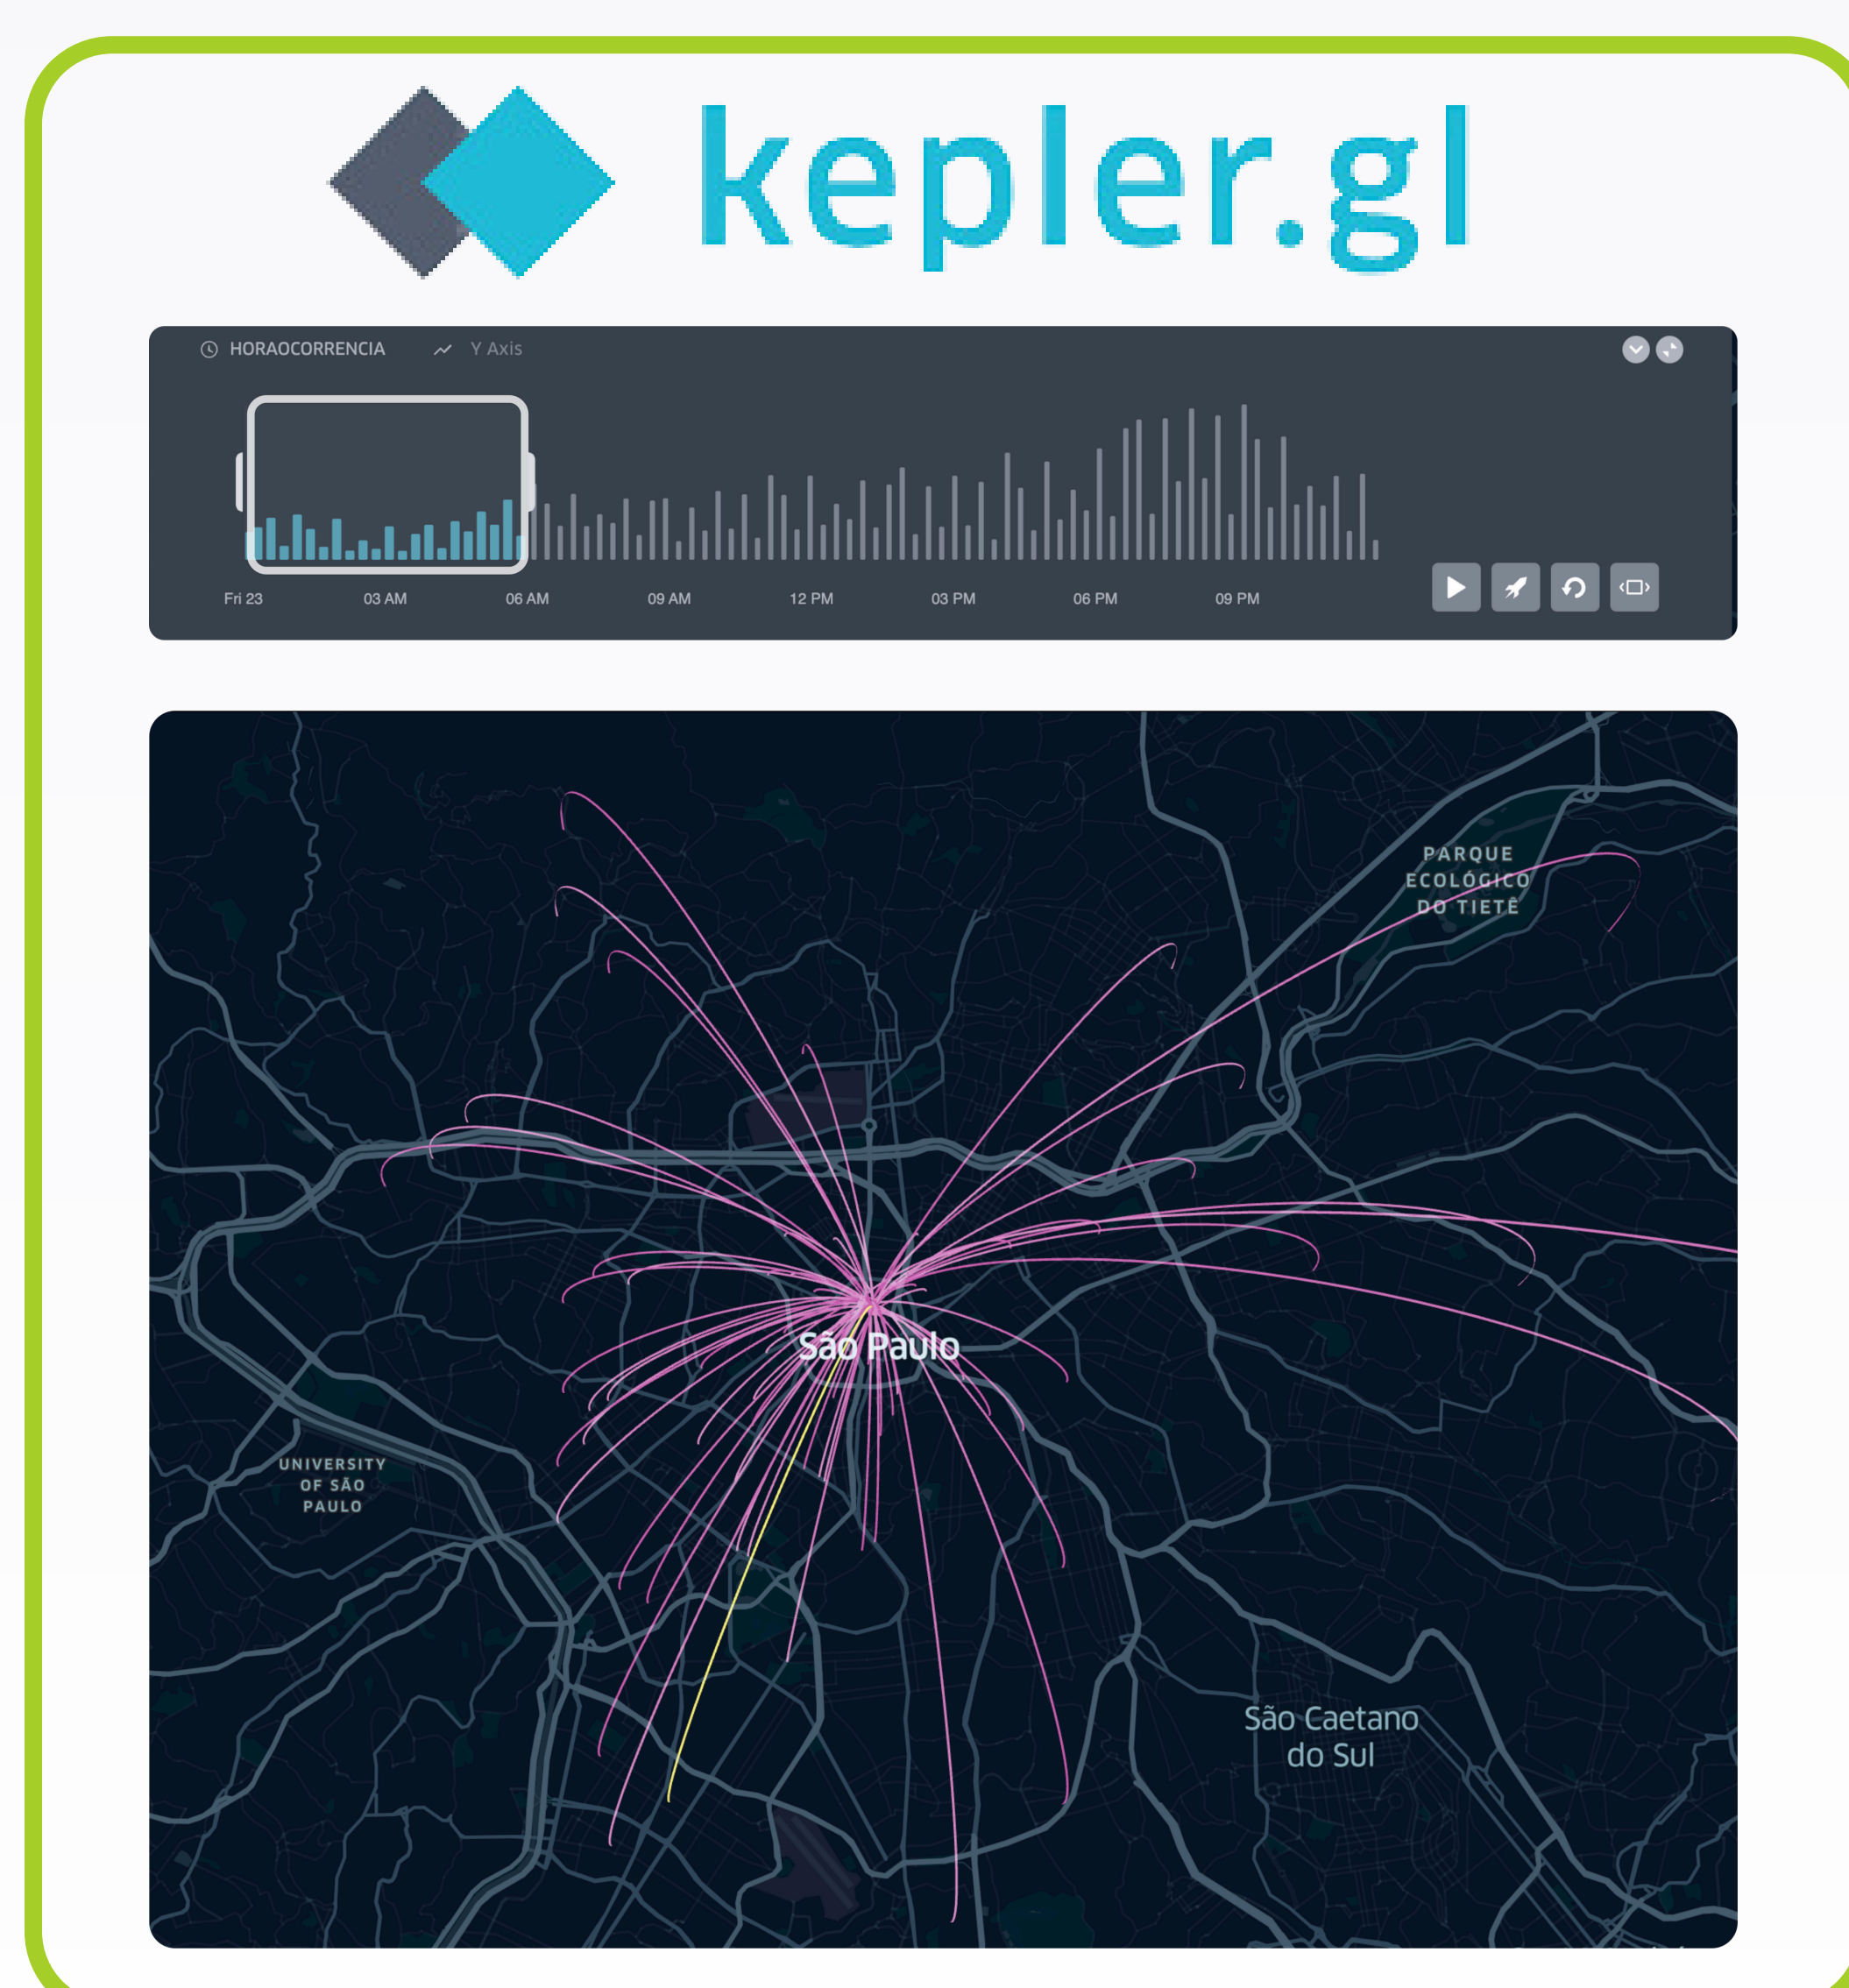 kepler.gl
HORAOCORRENCIA Y Axis
Fri 23 03 AM 06 AM 09 AM 12 PM 03 PM 06 PM 09 PM
PARQUE
ECOLÓGICO
DO TIETÊ
São Paulo
UNIVERSITY
OF SÃO
PAULO
São Caetano
do Sul